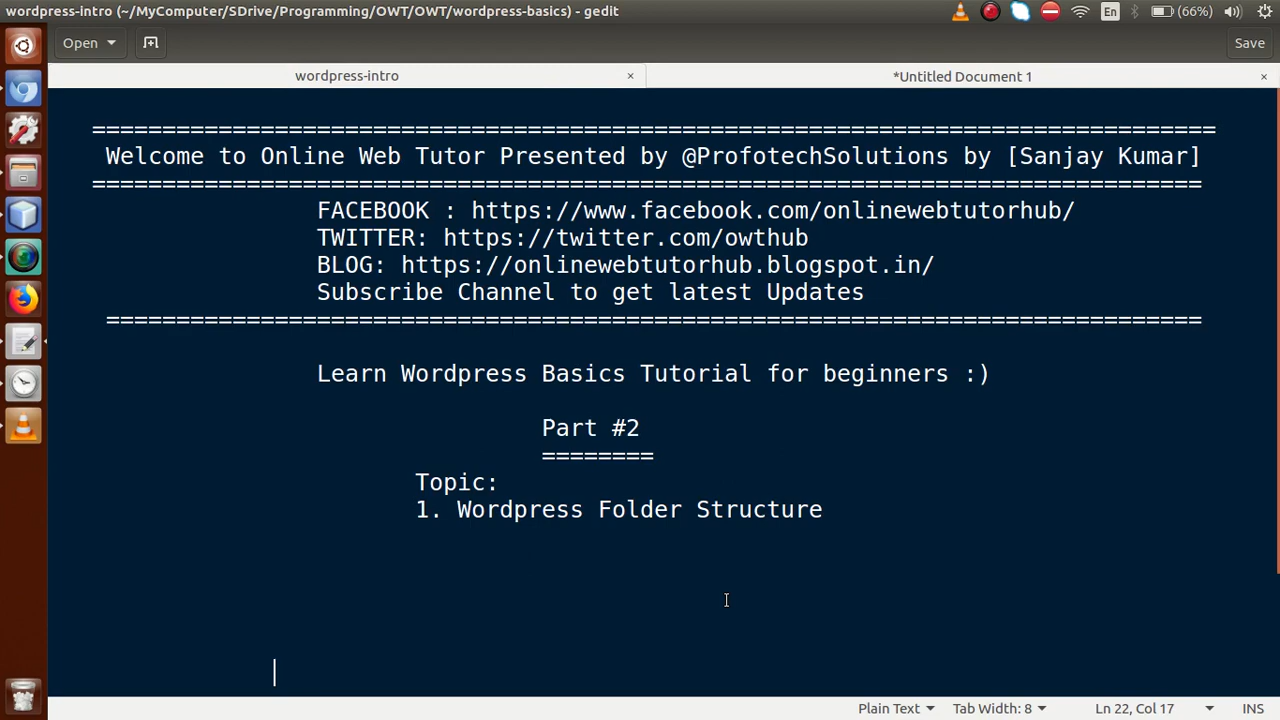 wordpress-intro (~/MyComputer/SDrive/Programming/OWT/OWT/wordpress-basics) - gedit
En
(66%)
Open
Save
wordpress-intro ×
*Untitled Document 1 ×
================================================================================
Welcome to Online Web Tutor Presented by @ProfotechSolutions by [Sanjay Kumar]
===============================================================================
FACEBOOK : https://www.facebook.com/onlinewebtutorhub/
TWITTER: https://twitter.com/owthub
BLOG: https://onlinewebtutorhub.blogspot.in/
Subscribe Channel to get latest Updates
==============================================================================
Learn Wordpress Basics Tutorial for beginners :)
Part #2
========
Topic:
1. Wordpress Folder Structure
Plain Text
Tab Width: 8
Ln 22, Col 17
INS